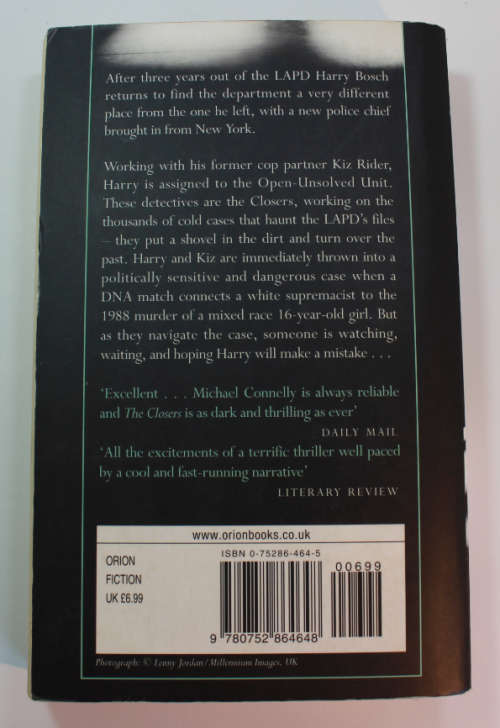 After three years out of the LAPD Harry Bosch
returns to find the department a very different
place from the one he left, with a new police chief
brought in from New York.
Working with his former cop partner Kiz Rider,
Harry is assigned to the Open-Unsolved Unit.
These detectives are the Closers, working on the
thousands of cold cases that haunt the LAPD's files
– they put a shovel in the dirt and turn over the
past. Harry and Kiz are immediately thrown into a
politically sensitive and dangerous case when a
DNA match connects a white supremacist to the
1988 murder of a mixed race 16-year-old girl. But
as they navigate the case, someone is watching,
waiting, and hoping Harry will make a mistake . . .
'Excellent . . . Michael Connelly is always reliable
and The Closers is as dark and thrilling as ever'
DAILY MAIL
'All the excitements of a terrific thriller well paced
by a cool and fast-running narrative'
LITERARY REVIEW
www.orionbooks.co.uk
ORION
FICTION
UK £6.99
ISBN 0-75286-464-5
00699
9 780752 864648
Photograph: © Lenny Jordan/Millennium Images, UK